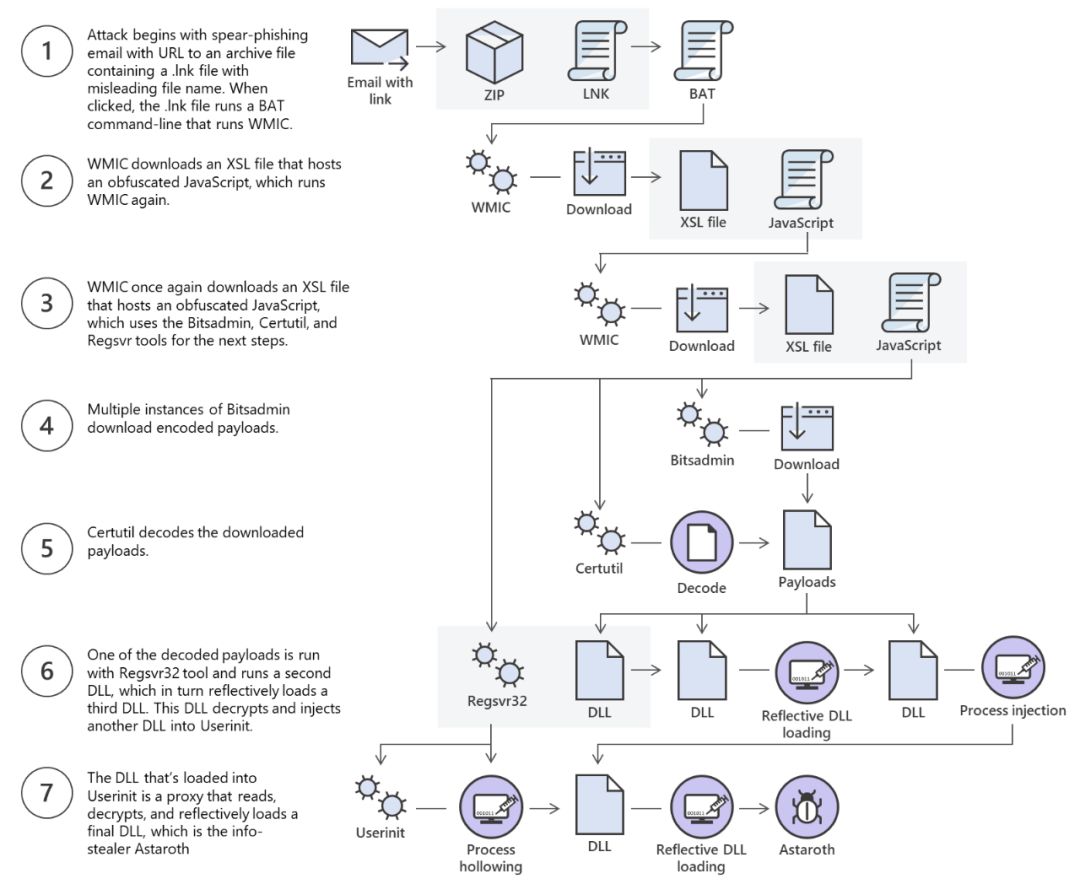 1
Attack begins with spear-phishing
email with URL to an archive file
containing a .lnk file with
misleading file name. When
clicked, the .lnk file runs a BAT
command-line that runs WMIC.
Email with
link
ZIP
LNK
BAT
2
WMIC downloads an XSL file that hosts
an obfuscated JavaScript, which runs
WMIC again.
WMIC
Download
XSL file
JavaScript
3
WMIC once again downloads an XSL file
that hosts an obfuscated JavaScript,
which uses the Bitsadmin, Certutil, and
Regsvr tools for the next steps.
WMIC
Download
XSL file
JavaScript
4
Multiple instances of Bitsadmin
download encoded payloads.
Bitsadmin
Download
5
Certutil decodes the downloaded
payloads.
Certutil
Decode
Payloads
6
One of the decoded payloads is run
with Regsvr32 tool and runs a second
DLL, which in turn reflectively loads a
third DLL. This DLL decrypts and injects
another DLL into Userinit.
Regsvr32
DLL
DLL
001011
Reflective DLL
loading
DLL
001011
Process injection
7
The DLL that’s loaded into
Userinit is a proxy that reads,
decrypts, and reflectively loads a
final DLL, which is the info-
stealer Astaroth
Userinit
001011
Process
hollowing
DLL
001011
Reflective DLL
loading
Astaroth